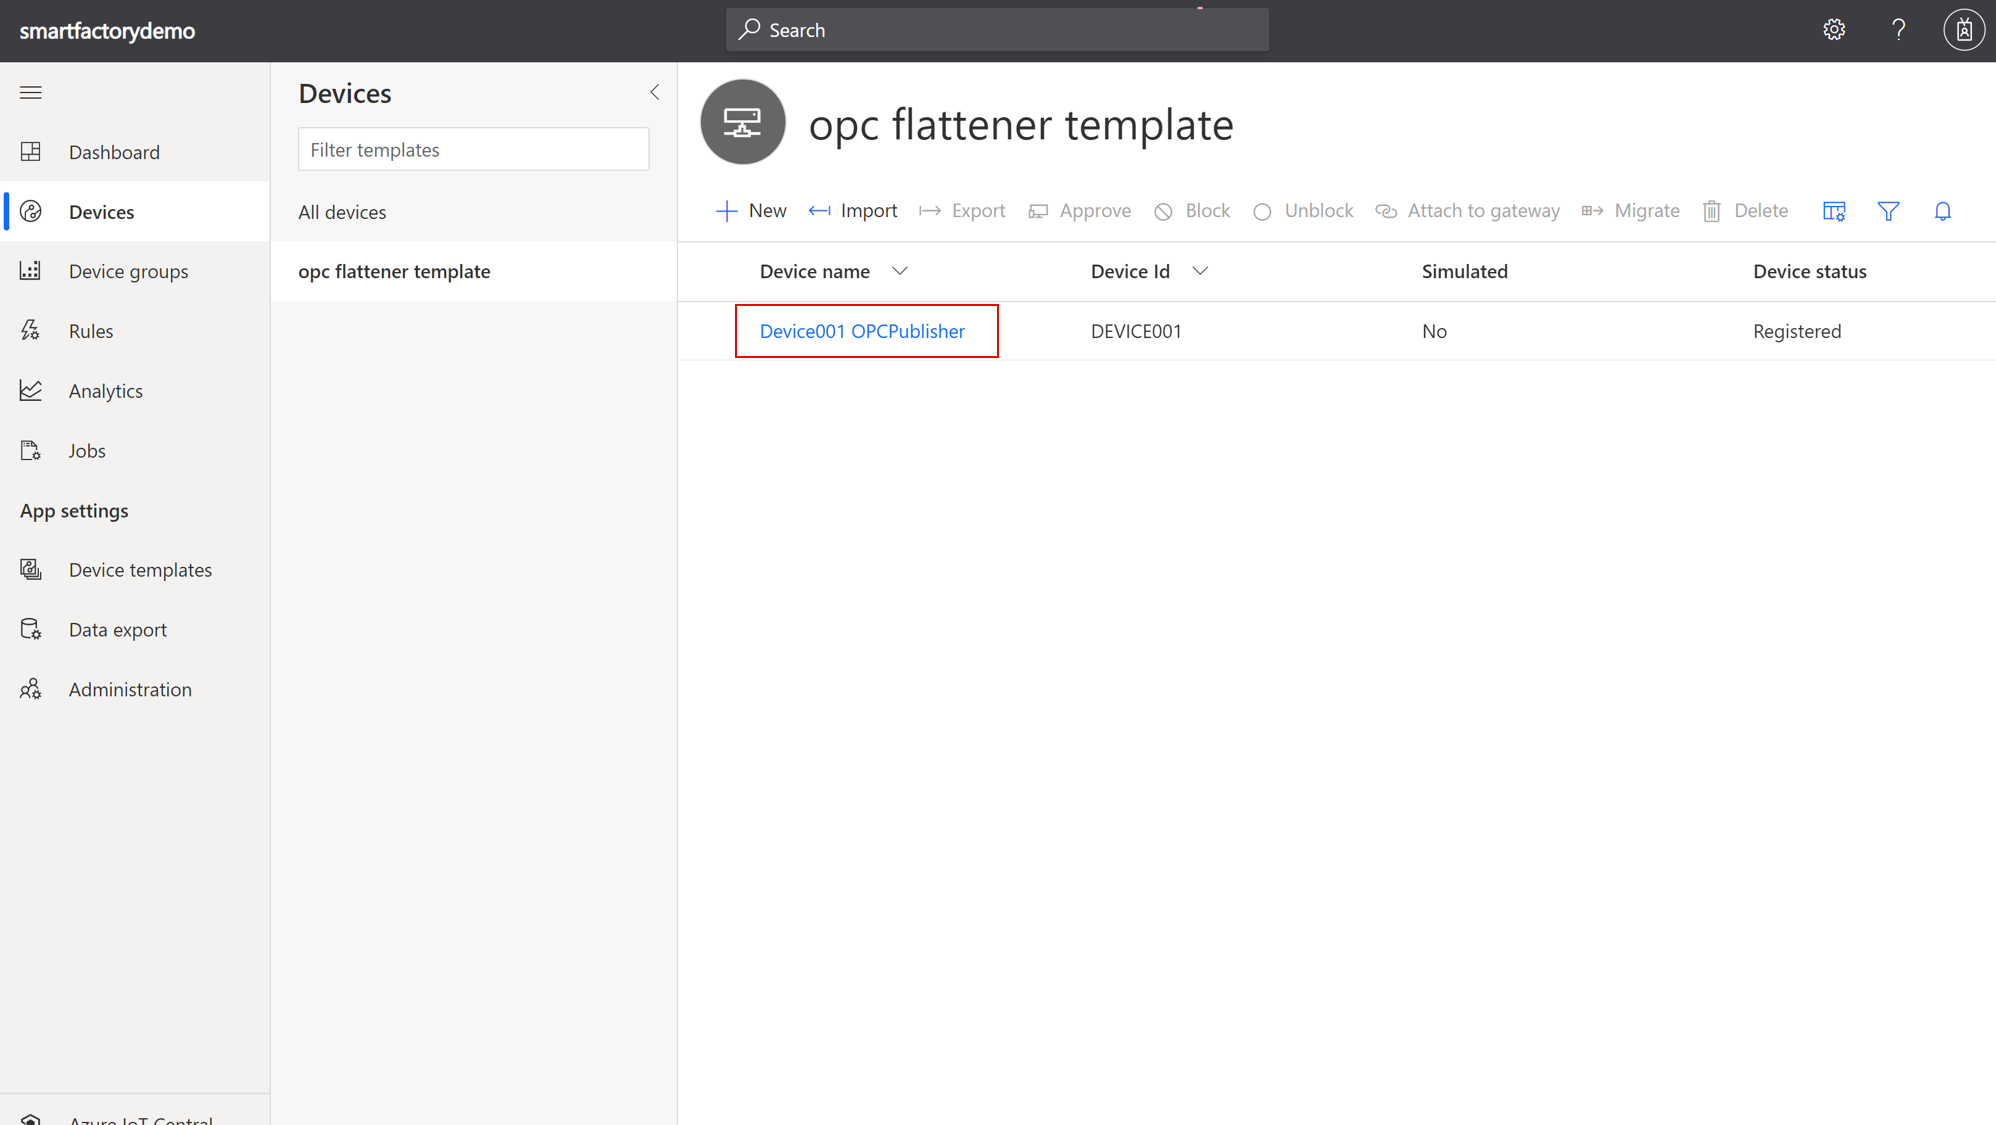 smartfactorydemo
Search
Dashboard
Devices
Device groups
Rules
Analytics
Jobs
App settings
Device templates
Data export
Administration
Azure IoT Central
Devices
Filter templates
All devices
opc flattener template
opc flattener template
New Import Export Approve Block Unblock Attach to gateway Migrate Delete
Device name Device Id Simulated Device status
Device001 OPCPublisher DEVICE001 No Registered